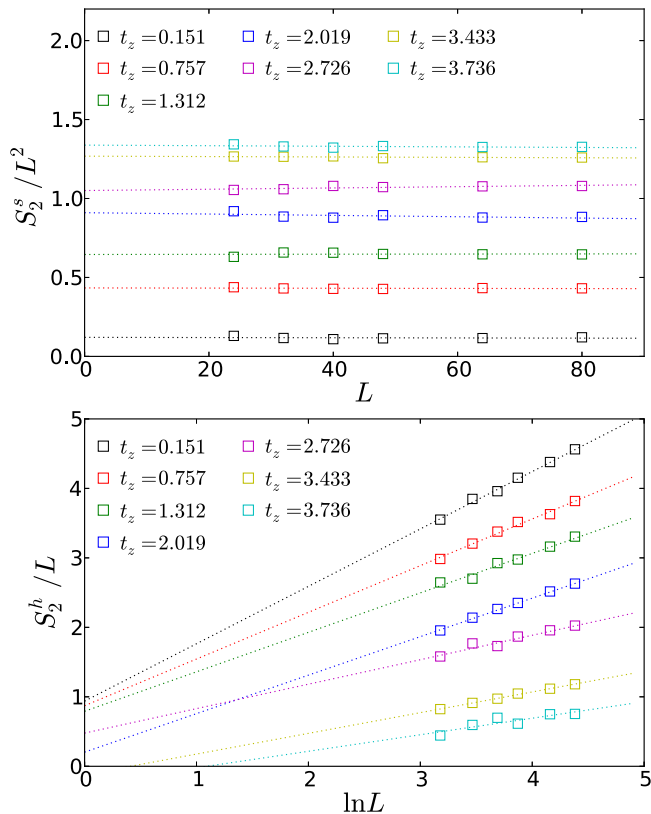 2.0
1.5
1.0
0.5
0.0
S_2^s / L^2
t_z = 0.151 t_z = 2.019 t_z = 3.433
t_z = 0.757 t_z = 2.726 t_z = 3.736
t_z = 1.312
0 20 40 60 80
L
5
4
3
2
1
0
S_2^h / L
t_z = 0.151 t_z = 2.726
t_z = 0.757 t_z = 3.433
t_z = 1.312 t_z = 3.736
t_z = 2.019
0 1 2 3 4 5
lnL